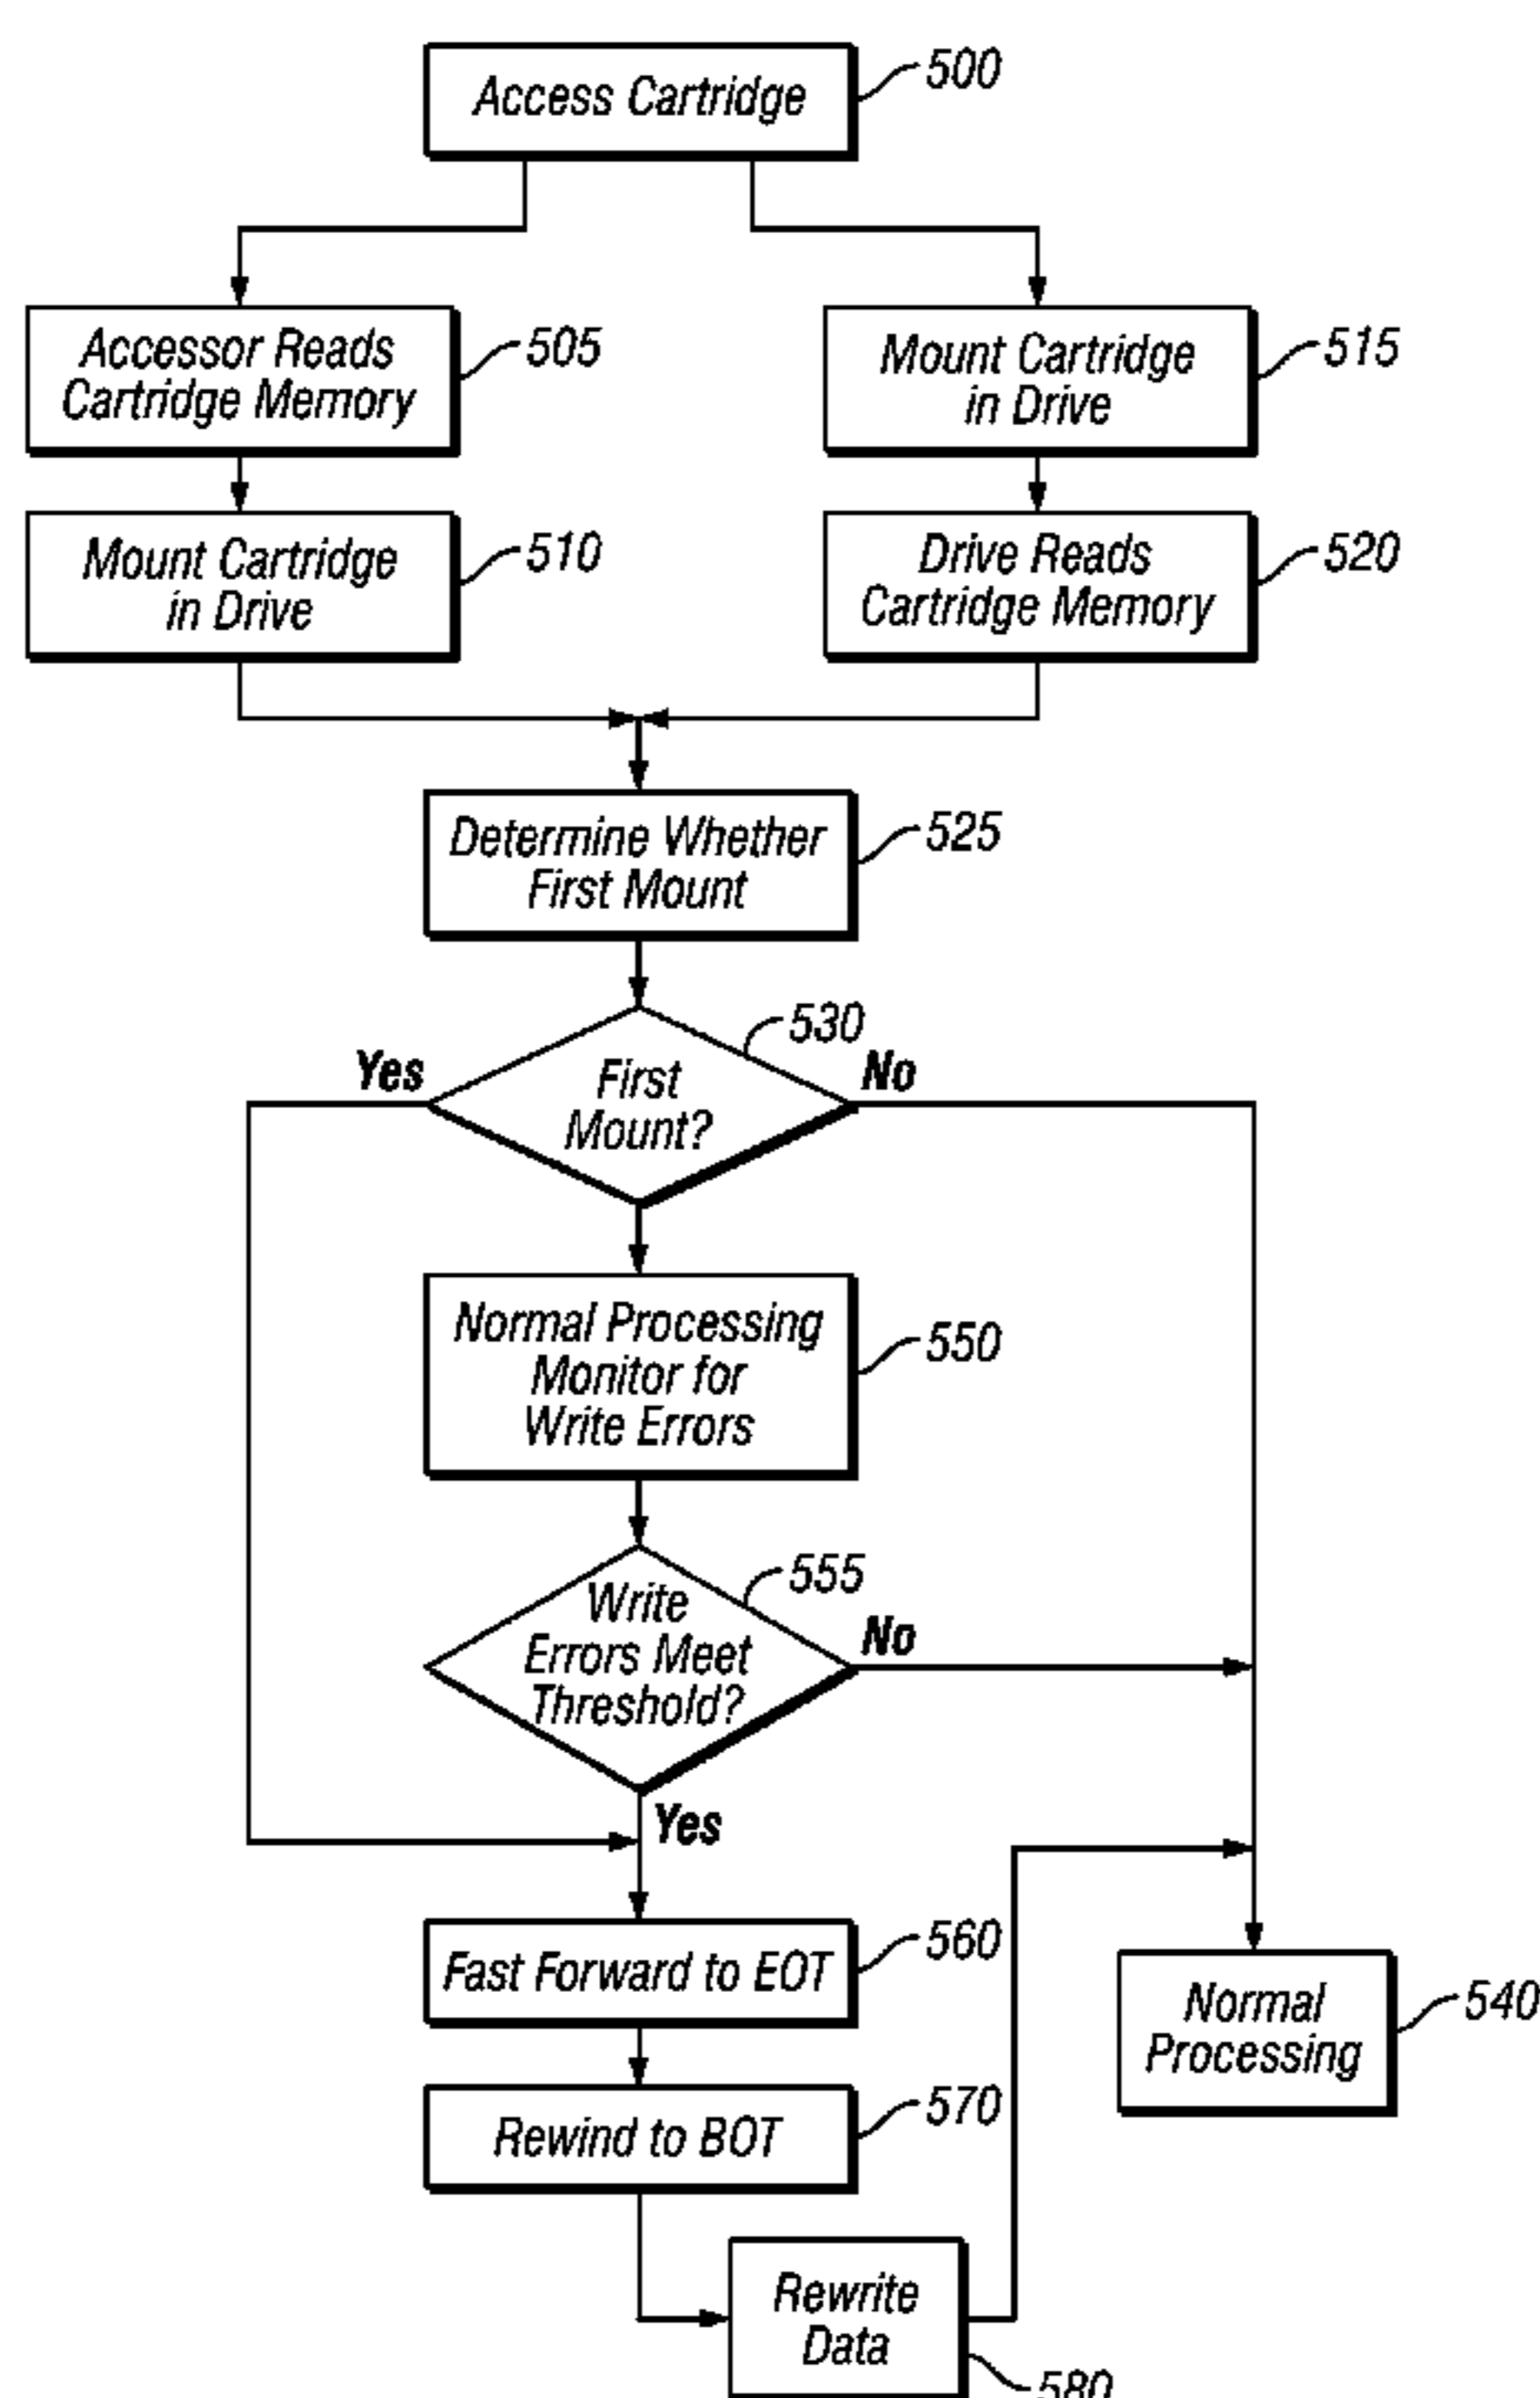 Access Cartridge
500
Accessor Reads
Cartridge Memory
505
Mount Cartridge
in Drive
515
Mount Cartridge
in Drive
510
Drive Reads
Cartridge Memory
520
Determine Whether
First Mount
525
530
Yes
First
Mount?
No
Normal Processing
Monitor for
Write Errors
550
555
Write
Errors Meet
Threshold?
No
Yes
Fast Forward to EOT
560
Normal
Processing
540
Rewind to BOT
570
Rewrite
Data
580